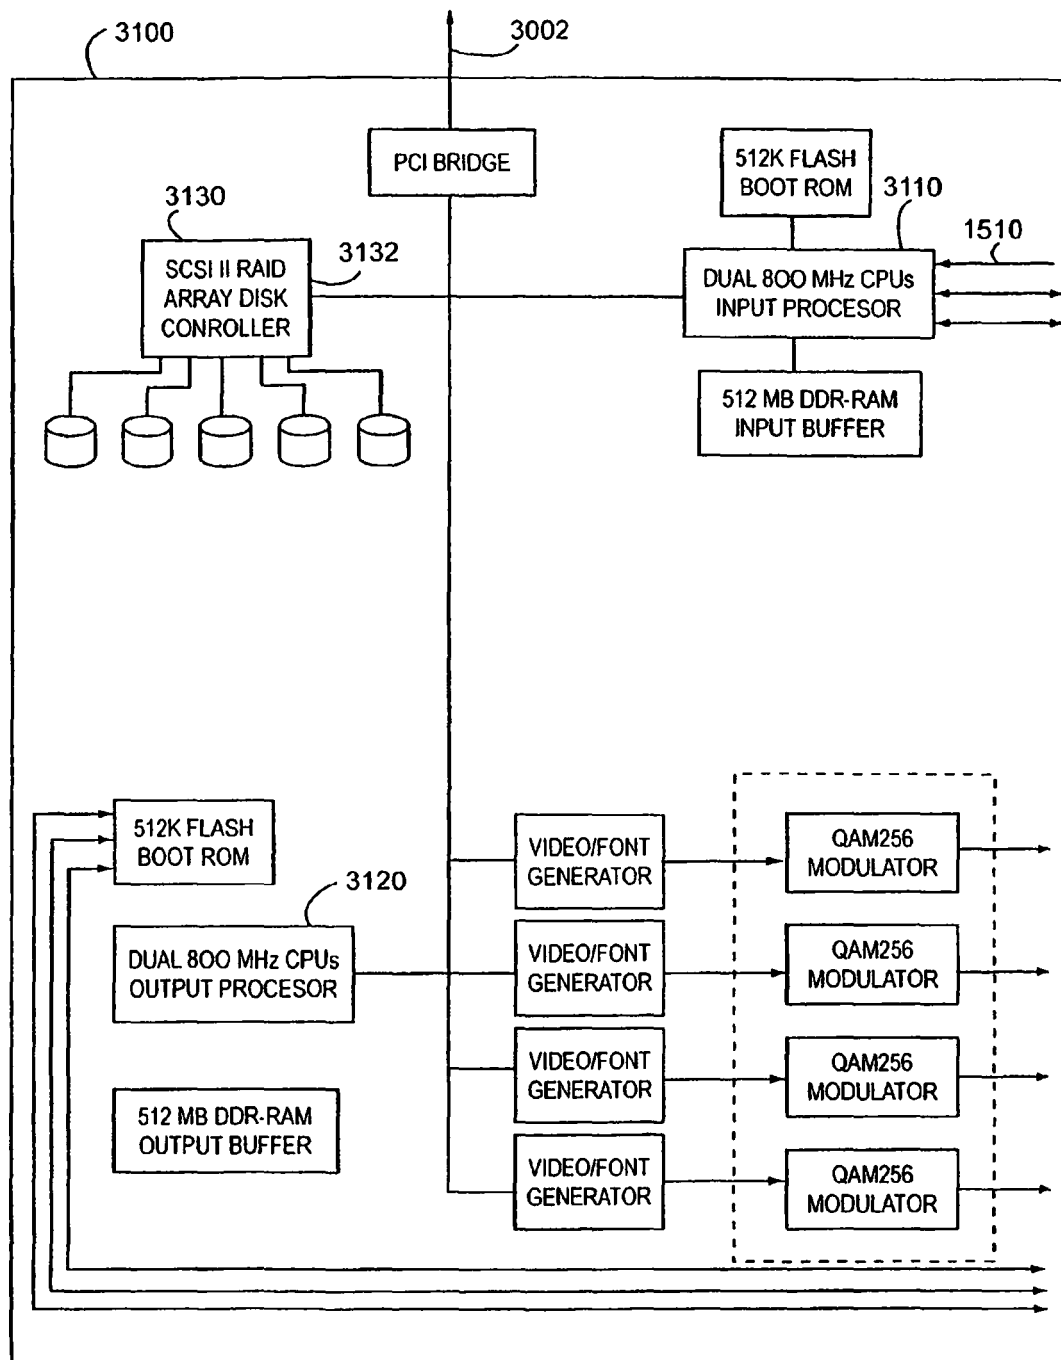 3100
3002
PCI BRIDGE
512K FLASH
BOOT ROM
3110
1510
3130
3132
SCSI II RAID
ARRAY DISK
CONROLLER
DUAL 800 MHz CPUs
INPUT PROCESOR
512 MB DDR-RAM
INPUT BUFFER
512K FLASH
BOOT ROM
3120
DUAL 800 MHz CPUs
OUTPUT PROCESOR
512 MB DDR-RAM
OUTPUT BUFFER
VIDEO/FONT
GENERATOR
QAM256
MODULATOR
VIDEO/FONT
GENERATOR
QAM256
MODULATOR
VIDEO/FONT
GENERATOR
QAM256
MODULATOR
VIDEO/FONT
GENERATOR
QAM256
MODULATOR